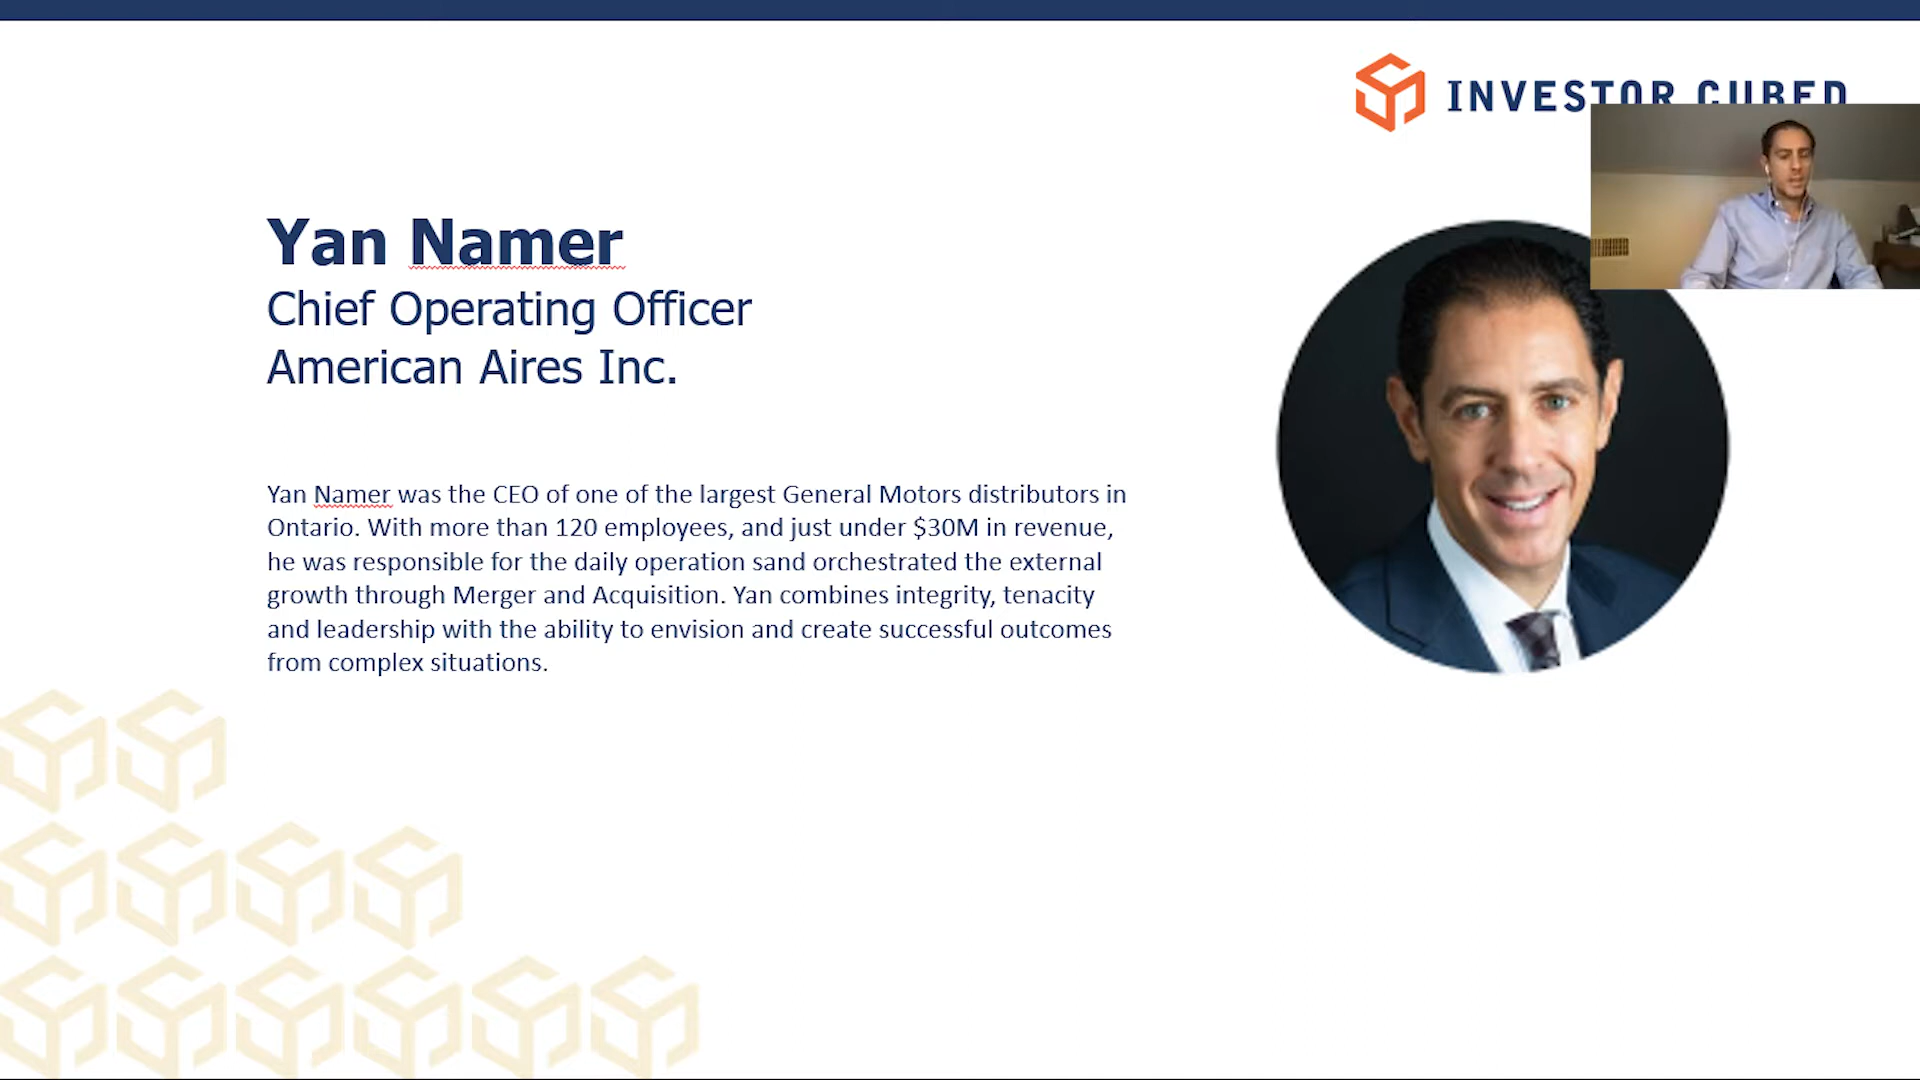 INVESTOR CUBED
Yan Namer
Chief Operating Officer
American Aires Inc.
Yan Namer was the CEO of one of the largest General Motors distributors in
Ontario. With more than 120 employees, and just under $30M in revenue,
he was responsible for the daily operation sand orchestrated the external
growth through Merger and Acquisition. Yan combines integrity, tenacity
and leadership with the ability to envision and create successful outcomes
from complex situations.